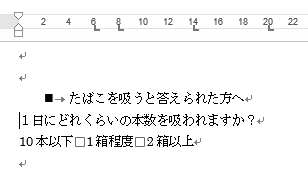 2 4 6 8 10 12 14 16 18 20 22
■→たばこを吸うと答えられた方へ↵
1日にどれくらいの本数を吸われますか？↵
10本以下□1箱程度□2箱以上↵